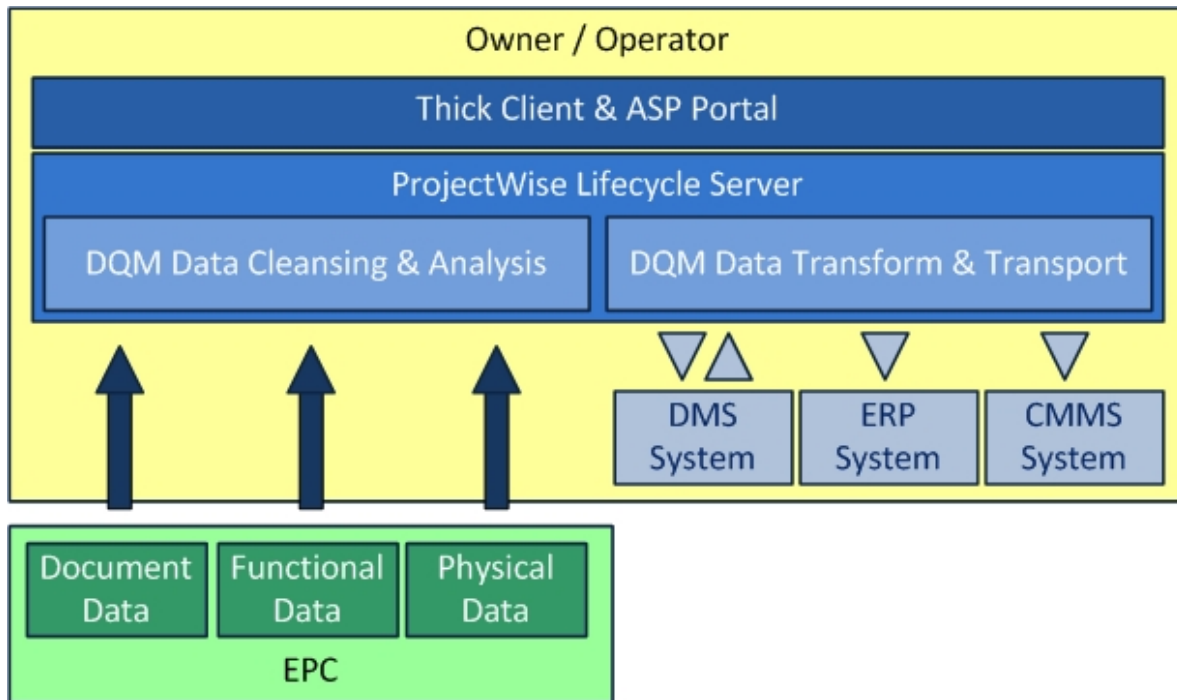 Owner / Operator
Thick Client & ASP Portal
ProjectWise Lifecycle Server
DQM Data Cleansing & Analysis
DQM Data Transform & Transport
DMS
System
ERP
System
CMMS
System
Document
Data
Functional
Data
Physical
Data
EPC